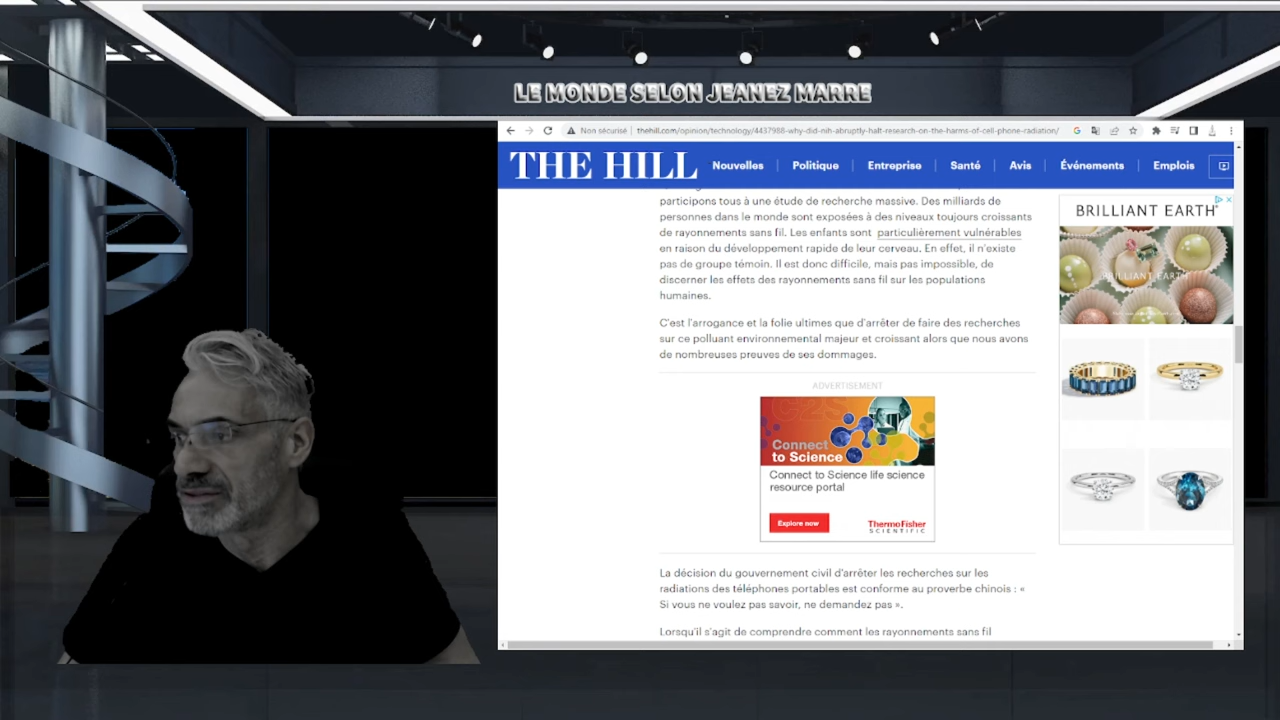 LE MONDE SELON JEANEZ MARRE
Non sécurisé | thehill.com/opinion/technology/4437988-why-did-nih-abruptly-halt-research-on-the-harms-of-cell-phone-radiation/
THE HILL
Nouvelles | Politique | Entreprise | Santé | Avis | Événements | Emplois
participons tous à une étude de recherche massive. Des milliards de
personnes dans le monde sont exposées à des niveaux toujours croissants
de rayonnements sans fil. Les enfants sont particulièrement vulnérables
en raison du développement rapide de leur cerveau. En effet, il n'existe
pas de groupe témoin. Il est donc difficile, mais pas impossible, de
discerner les effets des rayonnements sans fil sur les populations
humaines.
C'est l'arrogance et la folie ultimes que d'arrêter de faire des recherches
sur ce polluant environnemental majeur et croissant alors que nous avons
de nombreuses preuves de ses dommages.
ADVERTISEMENT
Connect
to Science
Connect to Science life science
resource portal
Explore now
ThermoFisher
SCIENTIFIC
La décision du gouvernement civil d'arrêter les recherches sur les
radiations des téléphones portables est conforme au proverbe chinois : «
Si vous ne voulez pas savoir, ne demandez pas ».
Lorsqu'il s'agit de comprendre comment les rayonnements sans fil
BRILLIANT EARTH
BRILLIANT EARTH